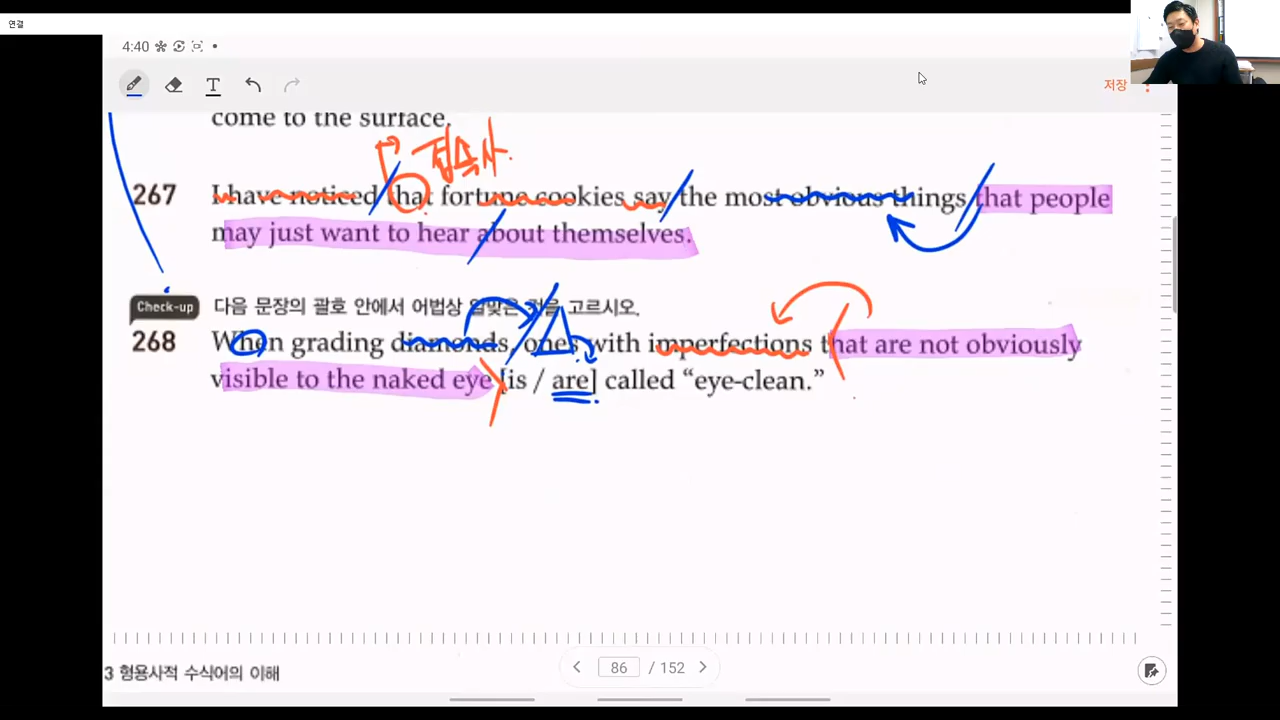 연결
4:40
T
저장
come to the surface.
접속사.
267 I have noticed that fortune cookies say the most obvious things that people
may just want to hear about themselves.
Check-up 다음 문장의 괄호 안에서 어법상 알맞은 것을 고르시오.
268 When grading diamonds, ones with imperfections that are not obviously
visible to the naked eye [is / are] called “eye-clean.”
86 / 152
3 형용사적 수식어의 이해